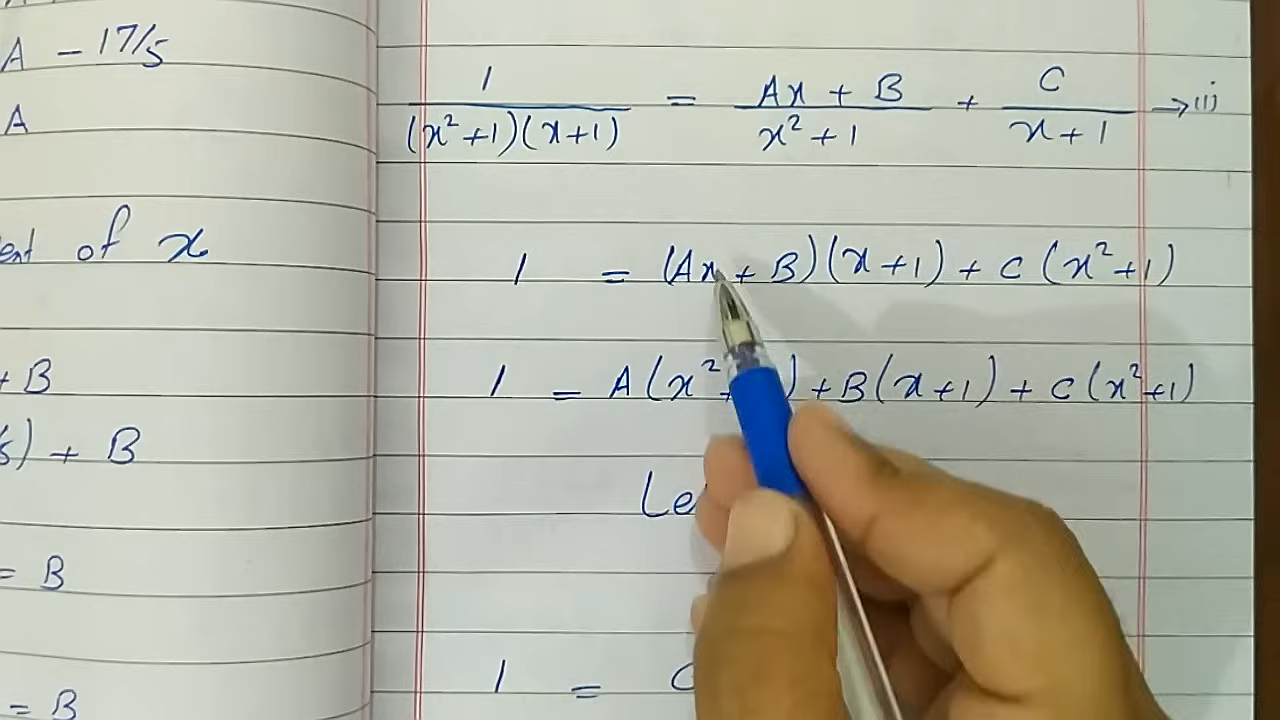 A - 17/5
A
ent of x
+ B
) + B
= B
= B
1/((x²+1)(x+1)) = (Ax + B)/(x² + 1) + C/(x + 1) → (i)
1 = (Ax + B)(x+1) + C(x²+1)
1 = A(x²+ ) + B(x+1) + C(x²+1)
Le
1 = C